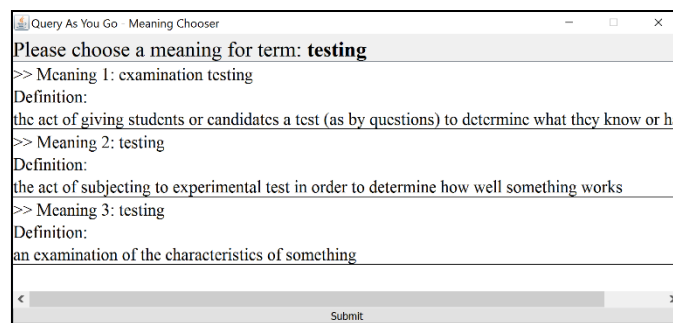 Query As You Go - Meaning Chooser
Please choose a meaning for term: testing
>> Meaning 1: examination testing
Definition:
the act of giving students or candidates a test (as by questions) to determine what they know or
>> Meaning 2: testing
Definition:
the act of subjecting to experimental test in order to determine how well something works
>> Meaning 3: testing
Definition:
an examination of the characteristics of something
Submit